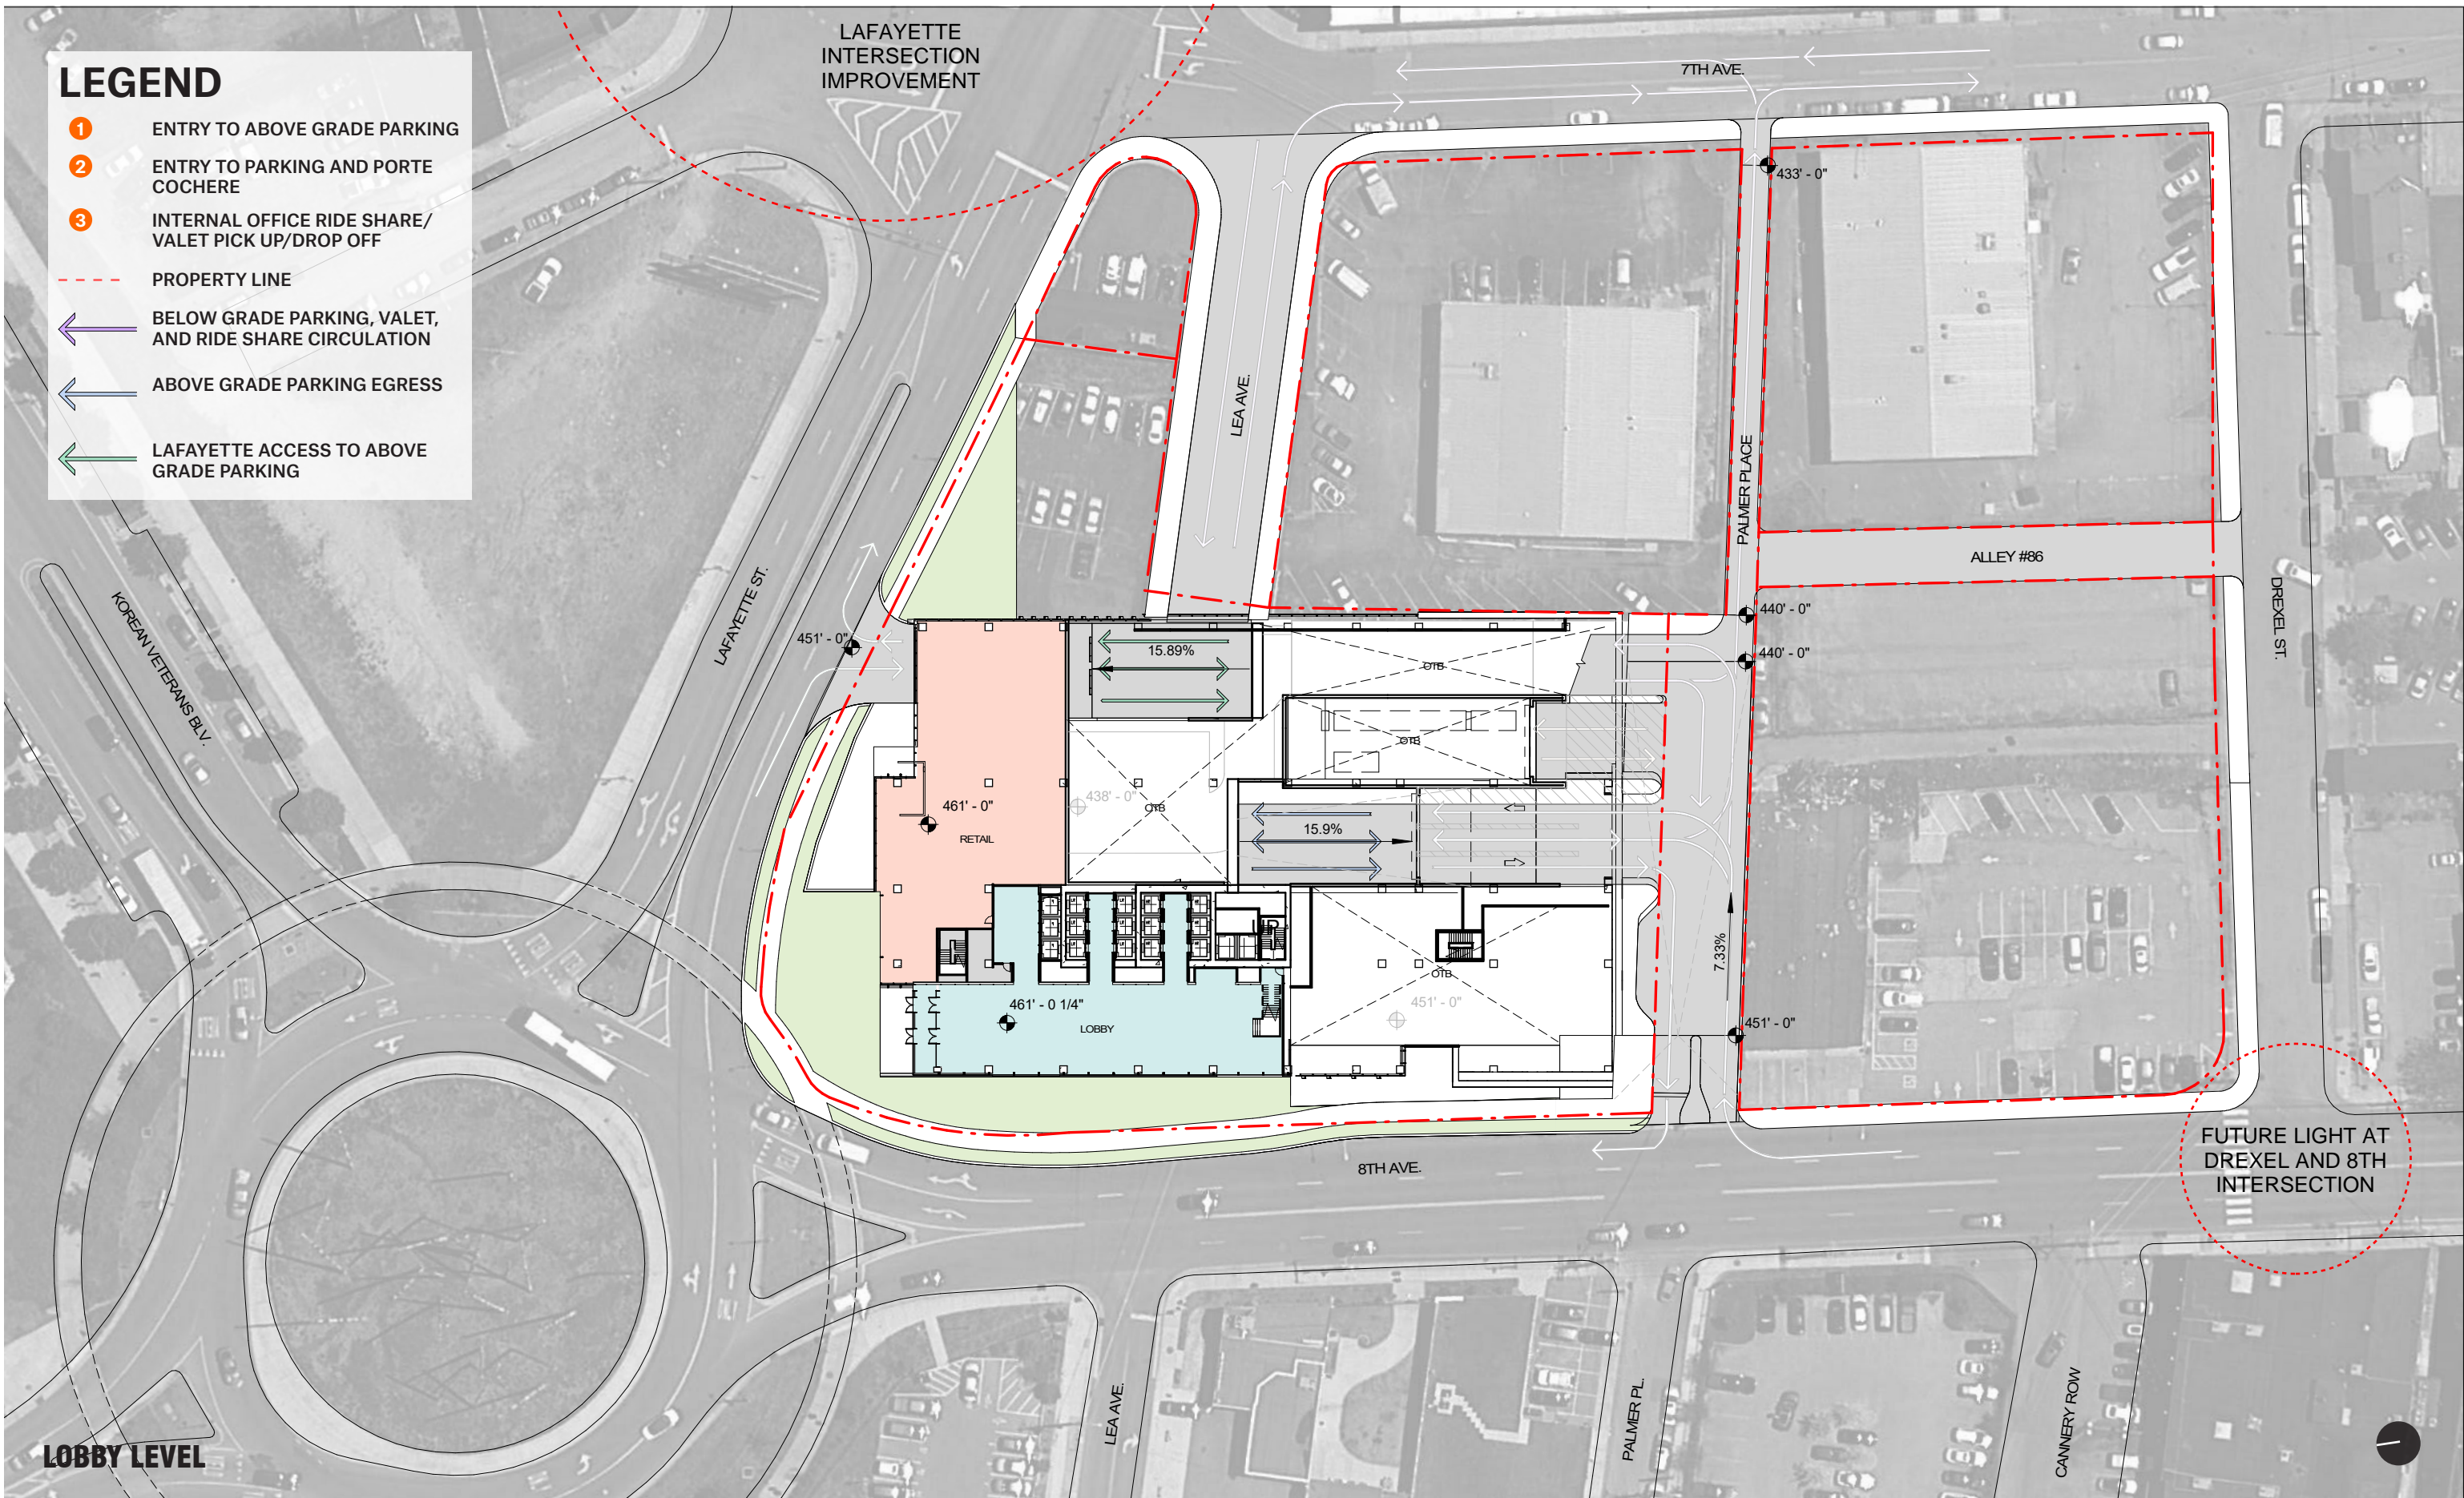 LEGEND
1 ENTRY TO ABOVE GRADE PARKING
2 ENTRY TO PARKING AND PORTE
COCHERE
3 INTERNAL OFFICE RIDE SHARE/
VALET PICK UP/DROP OFF
PROPERTY LINE
BELOW GRADE PARKING, VALET,
AND RIDE SHARE CIRCULATION
ABOVE GRADE PARKING EGRESS
LAFAYETTE ACCESS TO ABOVE
GRADE PARKING
LAFAYETTE
INTERSECTION
IMPROVEMENT
7TH AVE.
433' - 0"
LEA AVE.
PALMER PLACE
ALLEY #86
DREXEL ST.
KOREAN VETERANS BLV.
LAFAYETTE ST.
451' - 0"
440' - 0"
440' - 0"
15.89%
OTB
OTB
461' - 0"
RETAIL
438' - 0"
OTB
15.9%
7.33%
461' - 0 1/4"
LOBBY
OTB
451' - 0"
451' - 0"
8TH AVE.
FUTURE LIGHT AT
DREXEL AND 8TH
INTERSECTION
LEA AVE.
PALMER PL.
CANNERY ROW
LOBBY LEVEL